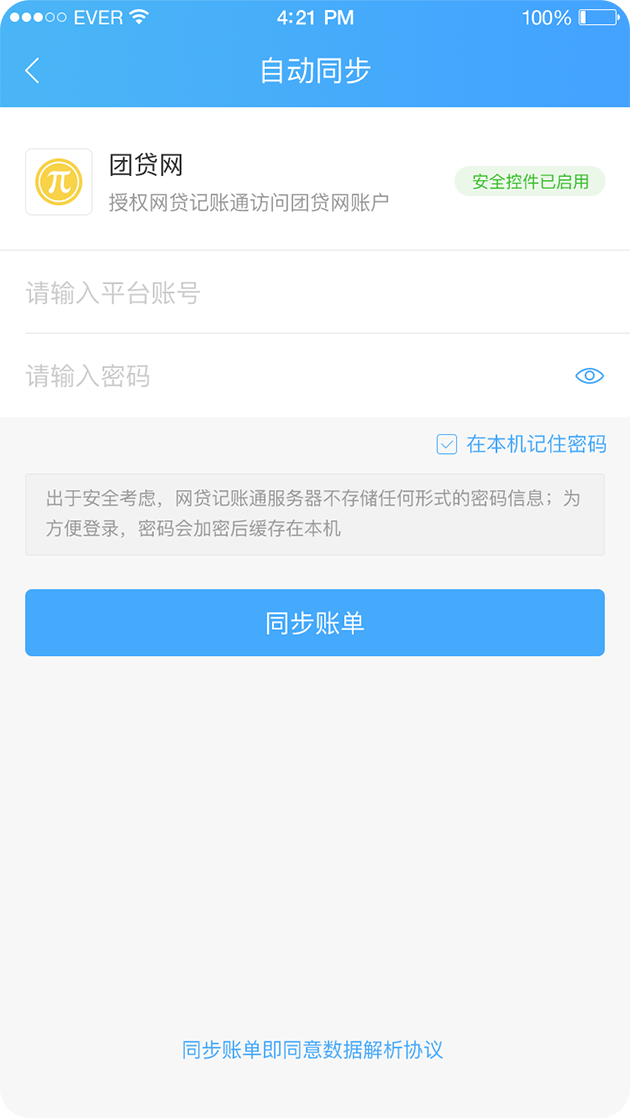 EVER 4:21 PM 100%
自动同步
团贷网
授权网贷记账通访问团贷网账户
安全控件已启用
请输入平台账号
请输入密码
在本机记住密码
出于安全考虑，网贷记账通服务器不存储任何形式的密码信息；为
方便登录，密码会加密后缓存在本机
同步账单
同步账单即同意数据解析协议